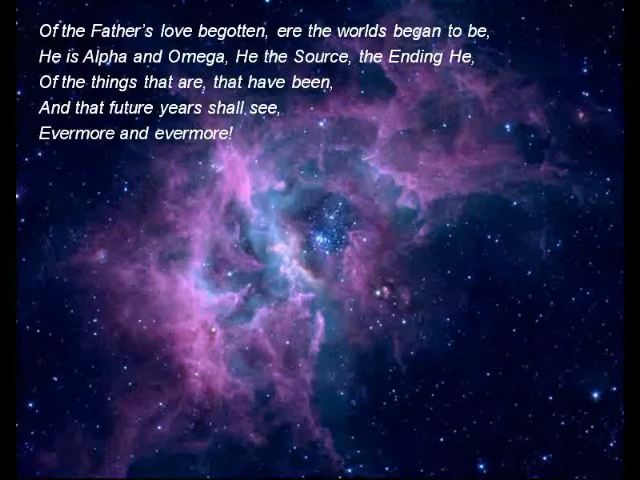 Of the Father’s love begotten, ere the worlds began to be,
He is Alpha and Omega, He the Source, the Ending He,
Of the things that are, that have been,
And that future years shall see,
Evermore and evermore!